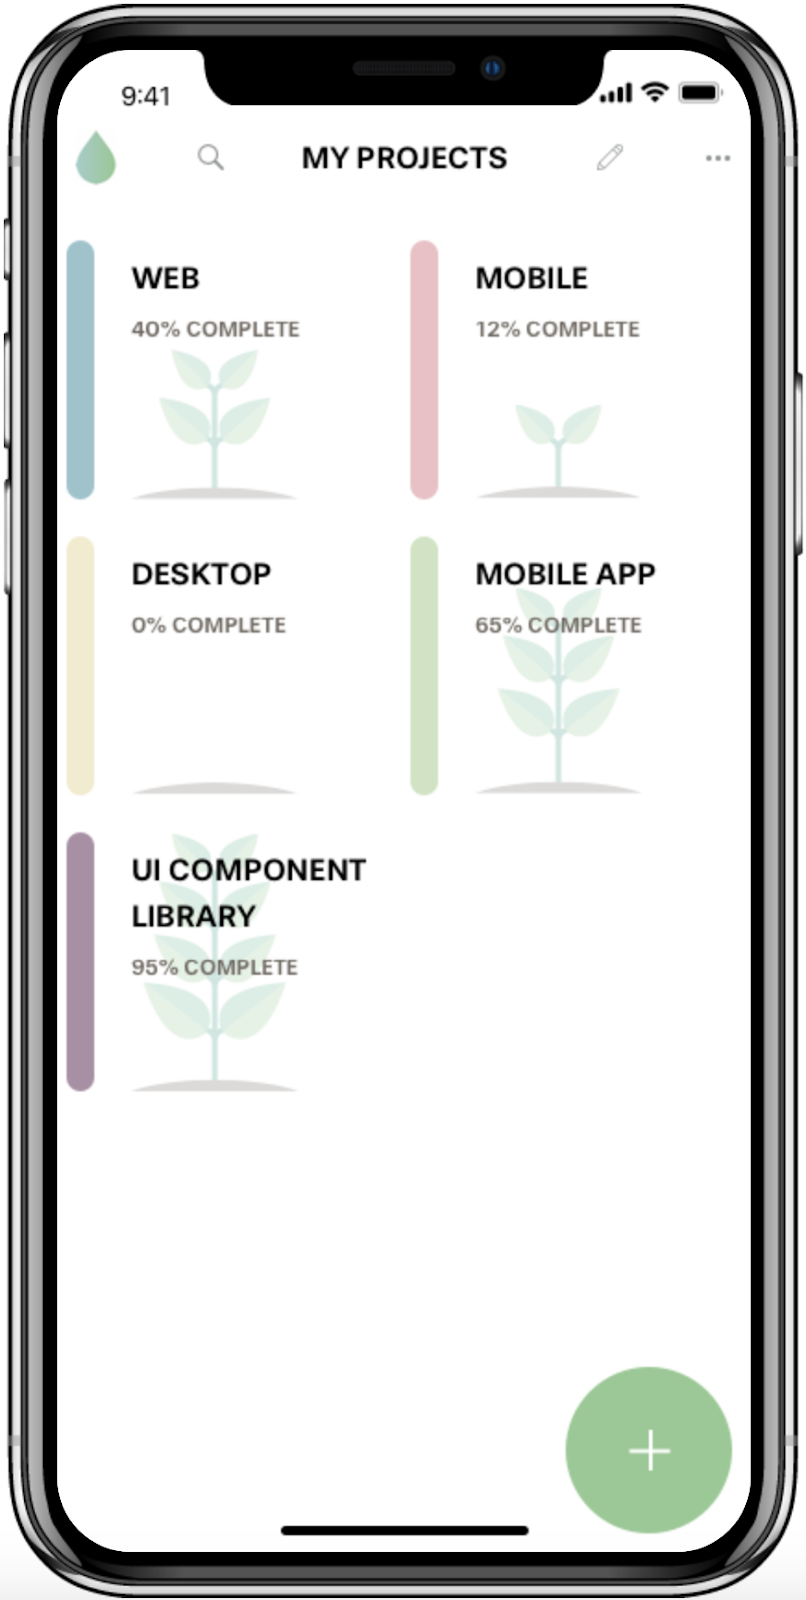 9:41
MY PROJECTS
WEB
40% COMPLETE
MOBILE
12% COMPLETE
DESKTOP
0% COMPLETE
MOBILE APP
65% COMPLETE
UI COMPONENT
LIBRARY
95% COMPLETE